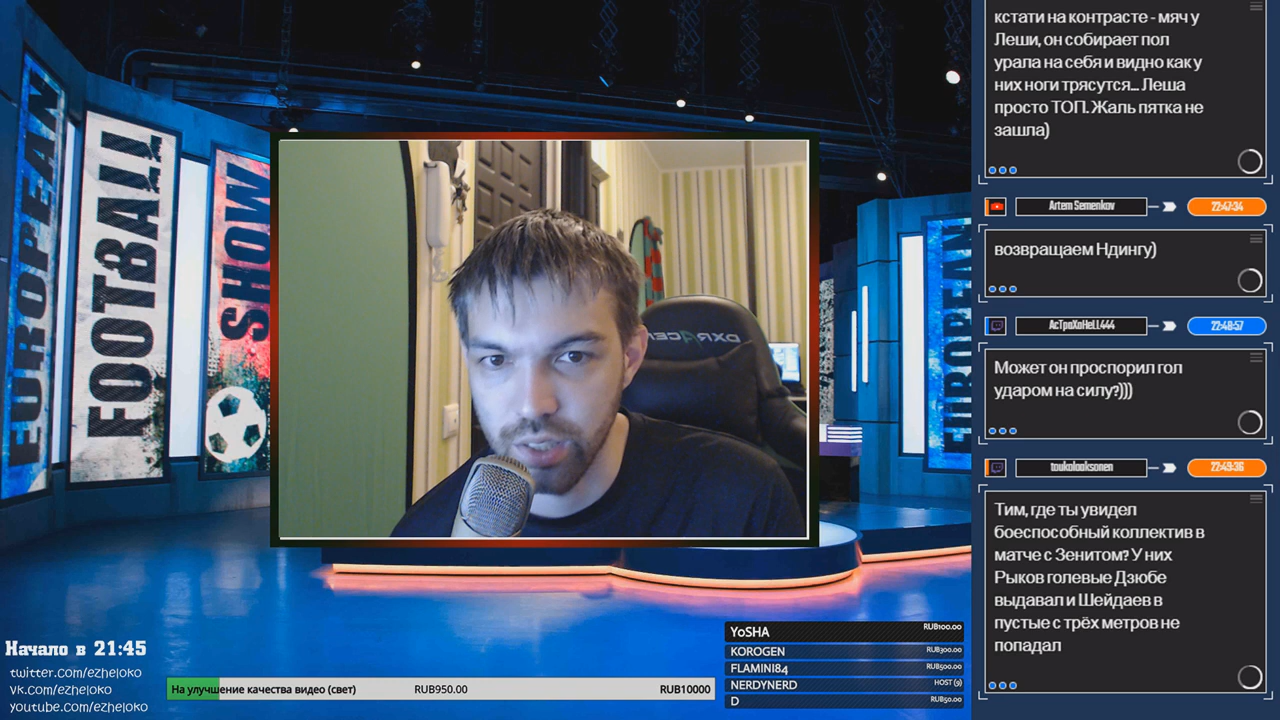 EUROPEAN
FOOTBALL
SHOW
DXRACER
EUROPEAN
Начало в 21:45
twitter.com/ezheloko
vk.com/ezheloko
youtube.com/ezheloko
На улучшение качества видео (свет) RUB950.00 RUB10000
YoSHA RUB100.00
KOROGEN RUB300.00
FLAMINI84 RUB500.00
NERDYNERD HOST (9)
D RUB50.00
кстати на контрасте - мяч у
Леши, он собирает пол
урала на себя и видно как у
них ноги трясутся... Леша
просто ТОП. Жаль пятка не
зашла)
Artem Semenkov 22:47:34
возвращаем Ндингу)
AcTpaXoHeLL444 22:48:57
Может он проспорил гол
ударом на силу?)))
toukolooksonen 22:49:36
Тим, где ты увидел
боеспособный коллектив в
матче с Зенитом? У них
Рыков голевые Дзюбе
выдавал и Шейдаев в
пустые с трёх метров не
попадал